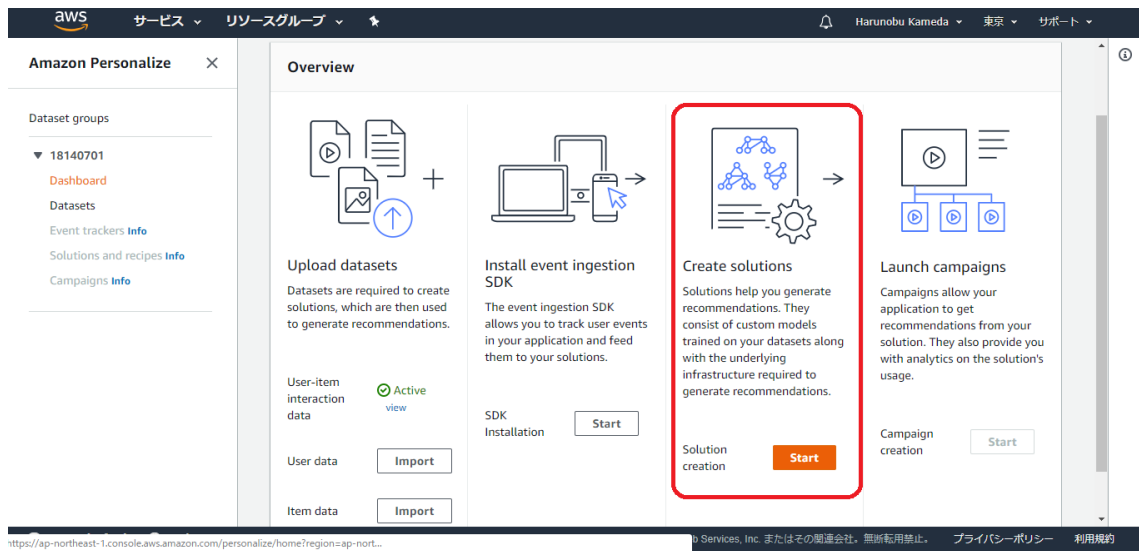 aws
サービス
リソースグループ
Harunobu Kameda
東京
サポート
Amazon Personalize
Dataset groups
18140701
Dashboard
Datasets
Event trackers Info
Solutions and recipes Info
Campaigns Info
Overview
Upload datasets
Datasets are required to create
solutions, which are then used
to generate recommendations.
User-item
interaction
data
Active
view
User data
Import
Item data
Import
Install event ingestion
SDK
The event ingestion SDK
allows you to track user events
in your application and feed
them to your solutions.
SDK
Installation
Start
Create solutions
Solutions help you generate
recommendations. They
consist of custom models
trained on your datasets along
with the underlying
infrastructure required to
generate recommendations.
Solution
creation
Start
Launch campaigns
Campaigns allow your
application to get
recommendations from your
solution. They also provide you
with analytics on the solution's
usage.
Campaign
creation
Start
https://ap-northeast-1.console.aws.amazon.com/personalize/home?region=ap-nort...
b Services, Inc. またはその関連会社。無断転用禁止。
プライバシーポリシー
利用規約